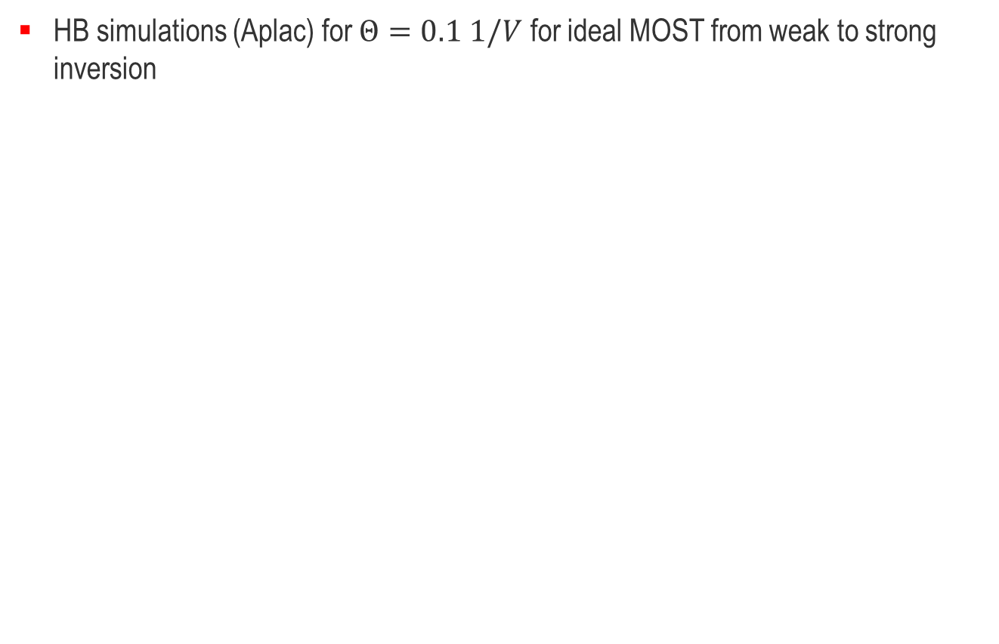 ▪ HB simulations (Aplac) for Θ = 0.1 1/V for ideal MOST from weak to strong
inversion